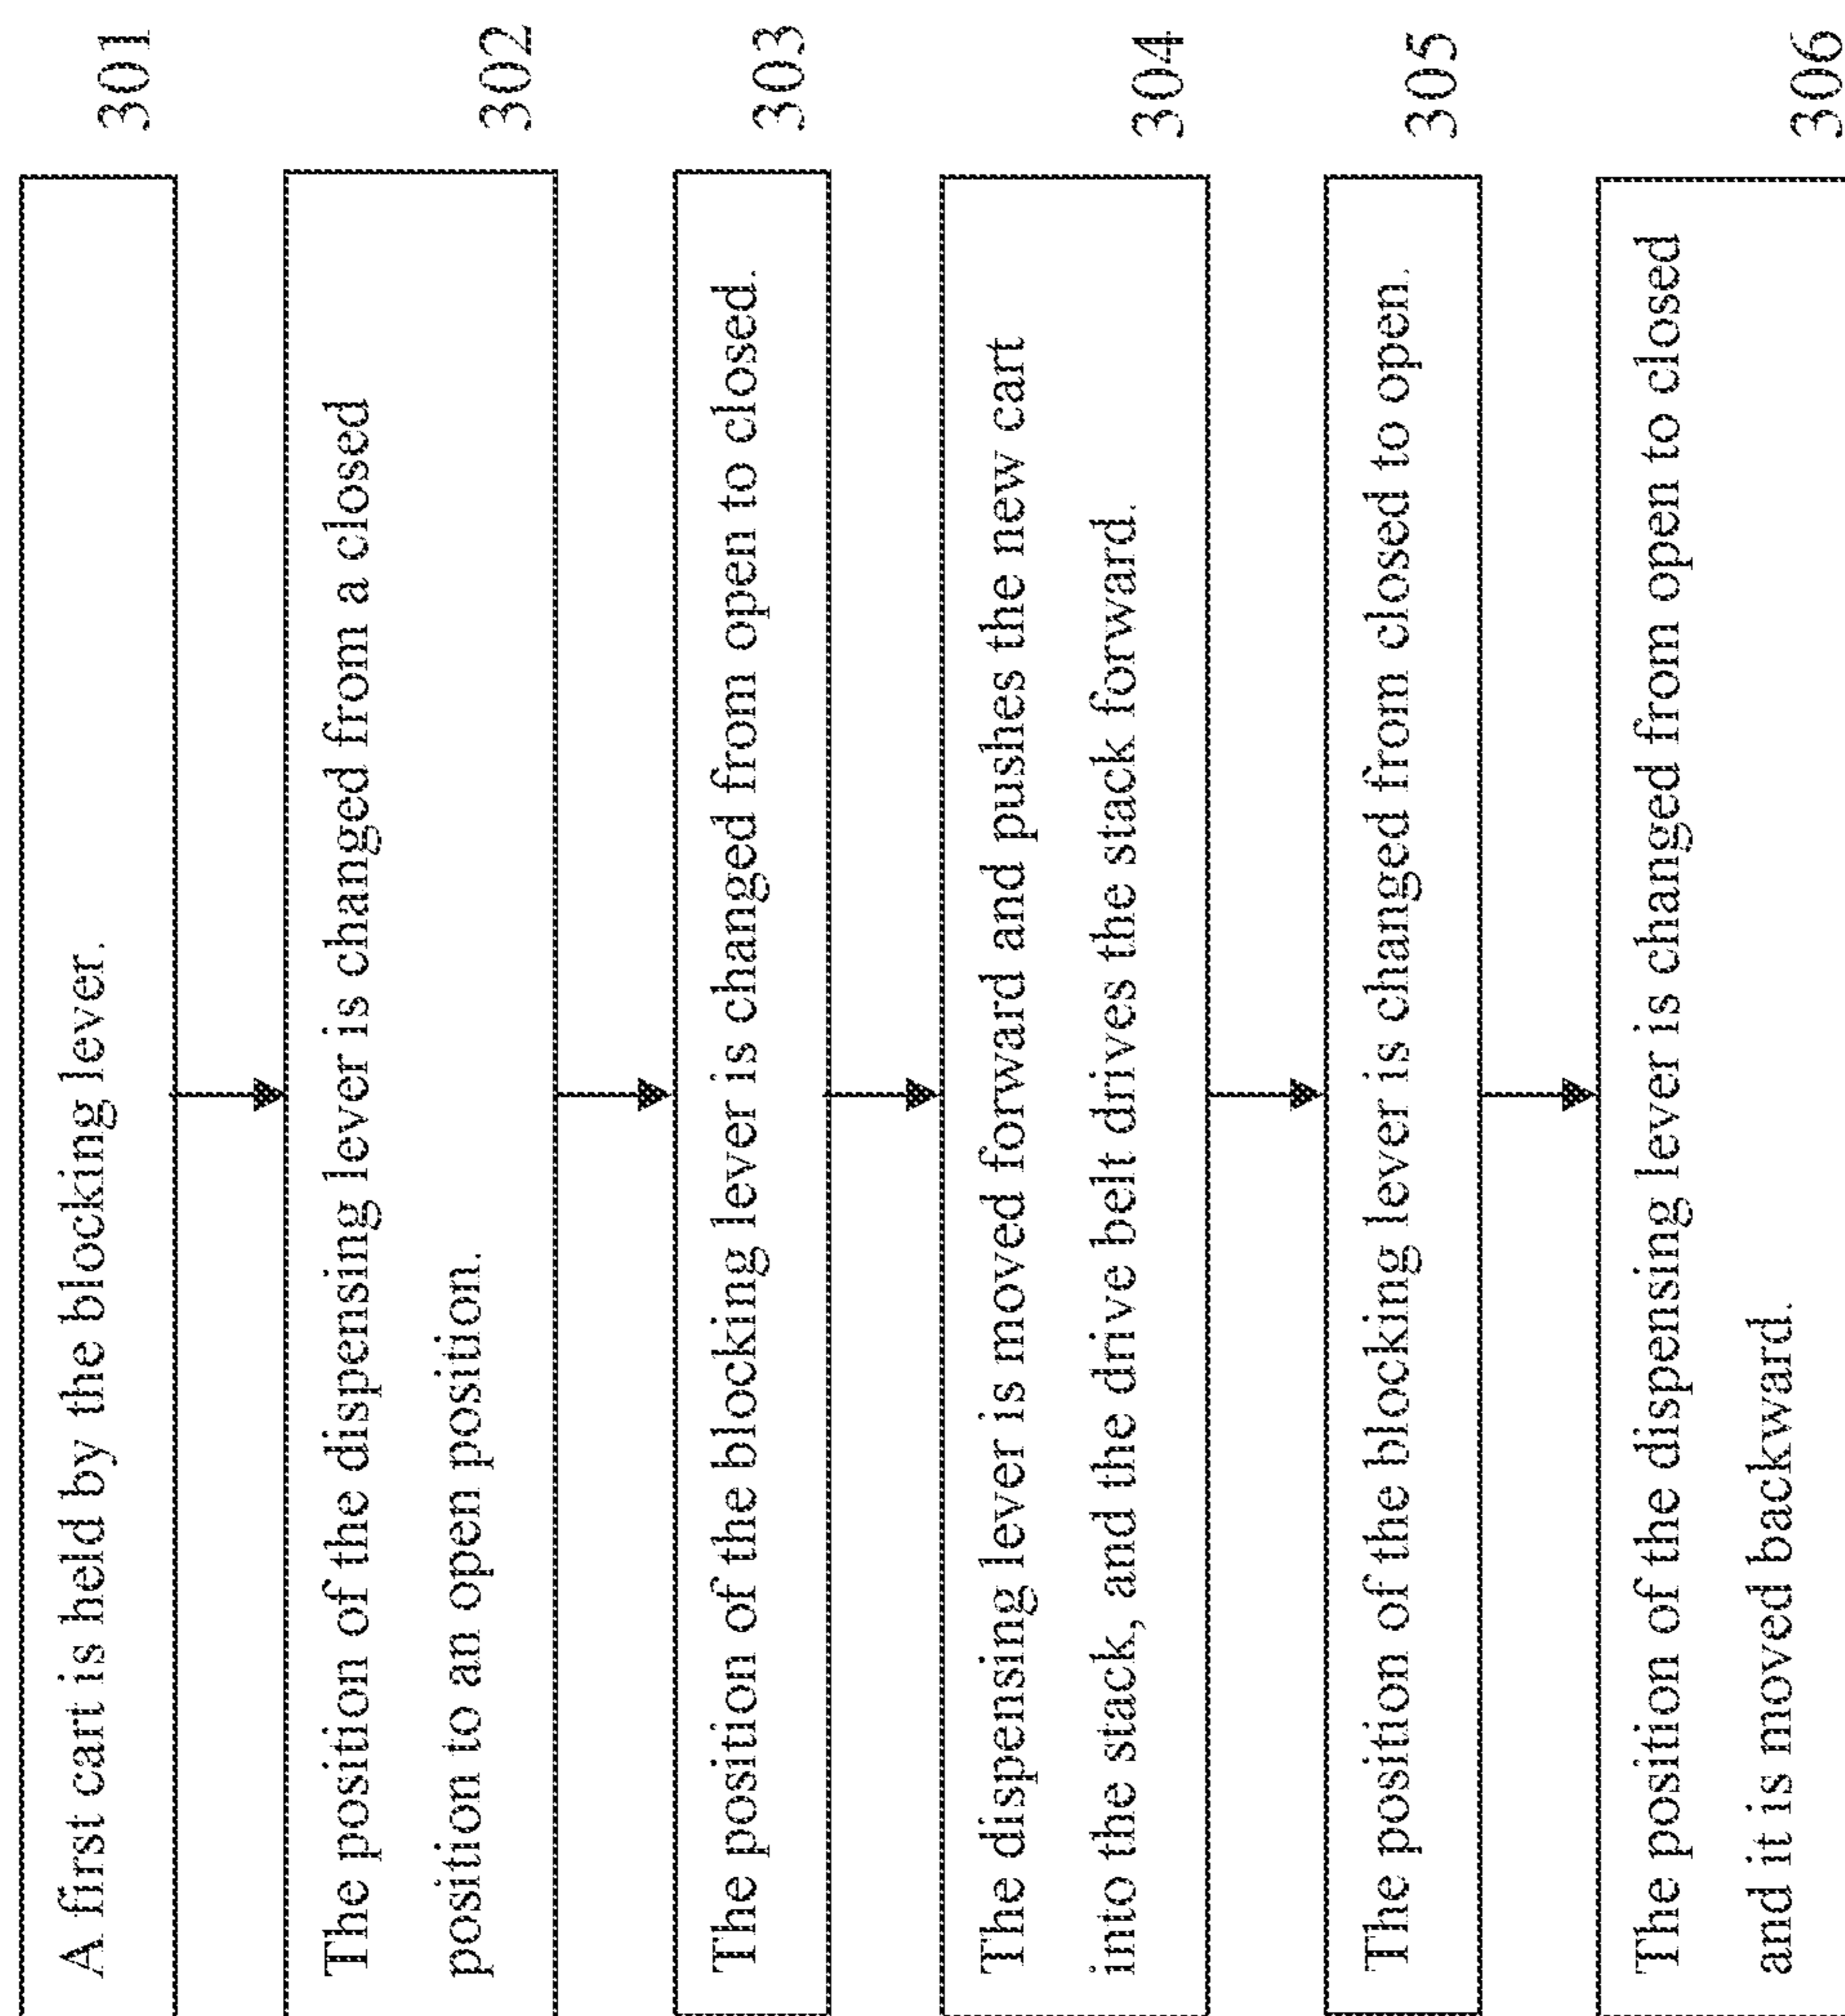 A first cart is held by the blocking lever.
301
The position of the dispensing lever is changed from a closed
position to an open position.
302
The position of the blocking lever is changed from open to closed.
303
The dispensing lever is moved forward and pushes the new cart
into the stack, and the drive belt drives the stack forward.
304
The position of the blocking lever is changed from closed to open.
305
The position of the dispensing lever is changed from open to closed
and it is moved backward.
306